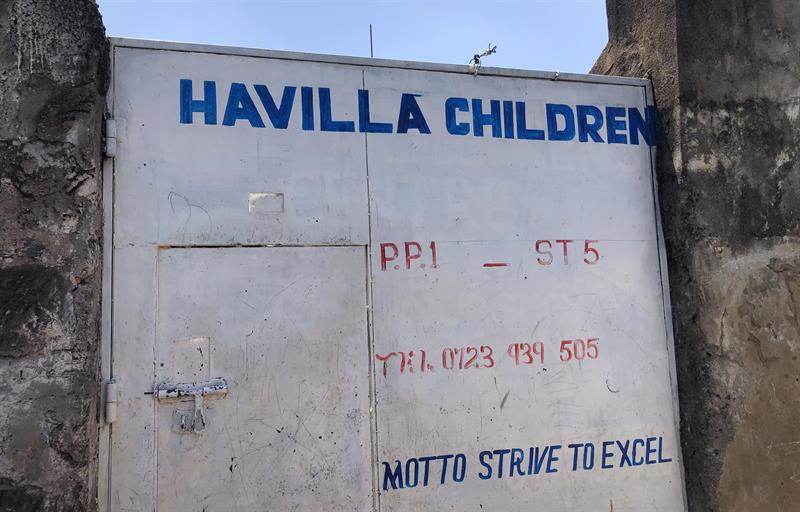 HAVILLA CHILDREN
P.P.1 - ST 5
TEL 0723 939 505
MOTTO STRIVE TO EXCEL